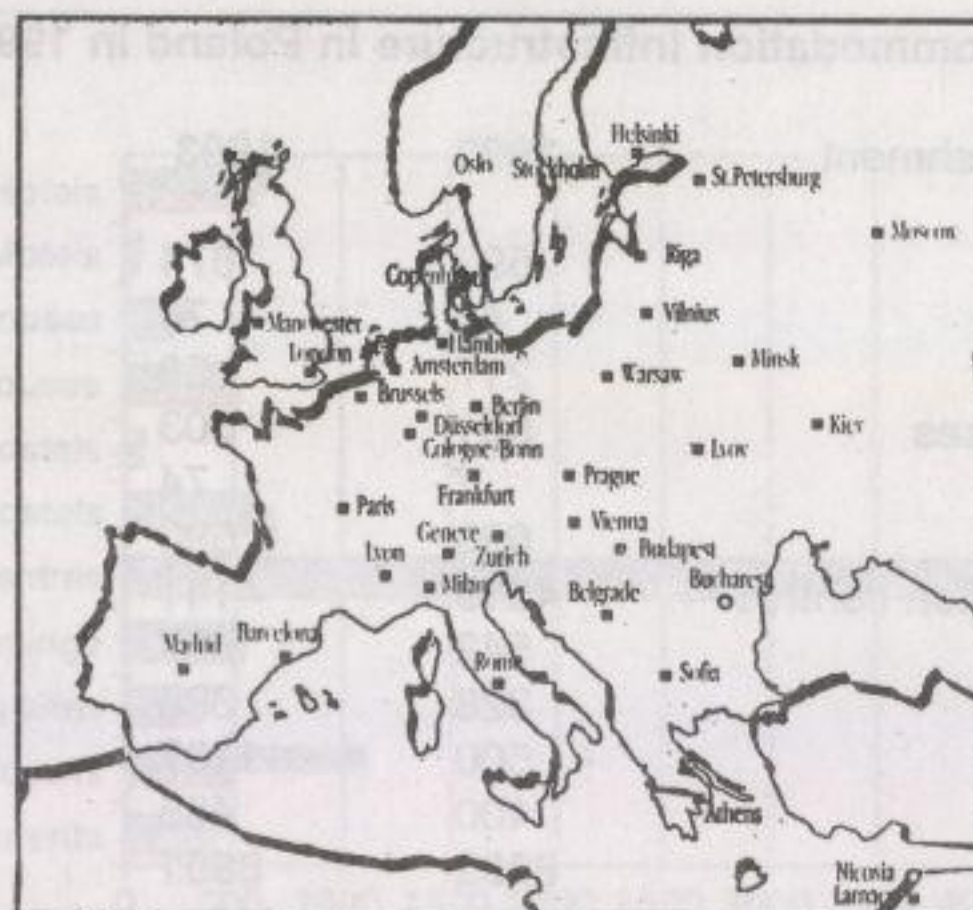 Helsinki
Oslo
Stockholm
St.Petersburg
Moscow
Riga
Copenhagen
Vilnius
Manchester
London
Hamburg
Amsterdam
Minsk
Warsaw
Brussels
Berlin
Düsseldorf
Kiev
Cologne-Bonn
Lvov
Frankfurt
Prague
Paris
Vienna
Geneve
Zurich
Budapest
Lyon
Milan
Bucharest
Belgrade
Barcelona
Madrid
Rome
Sofia
Athens
Nicosia
Larnaca